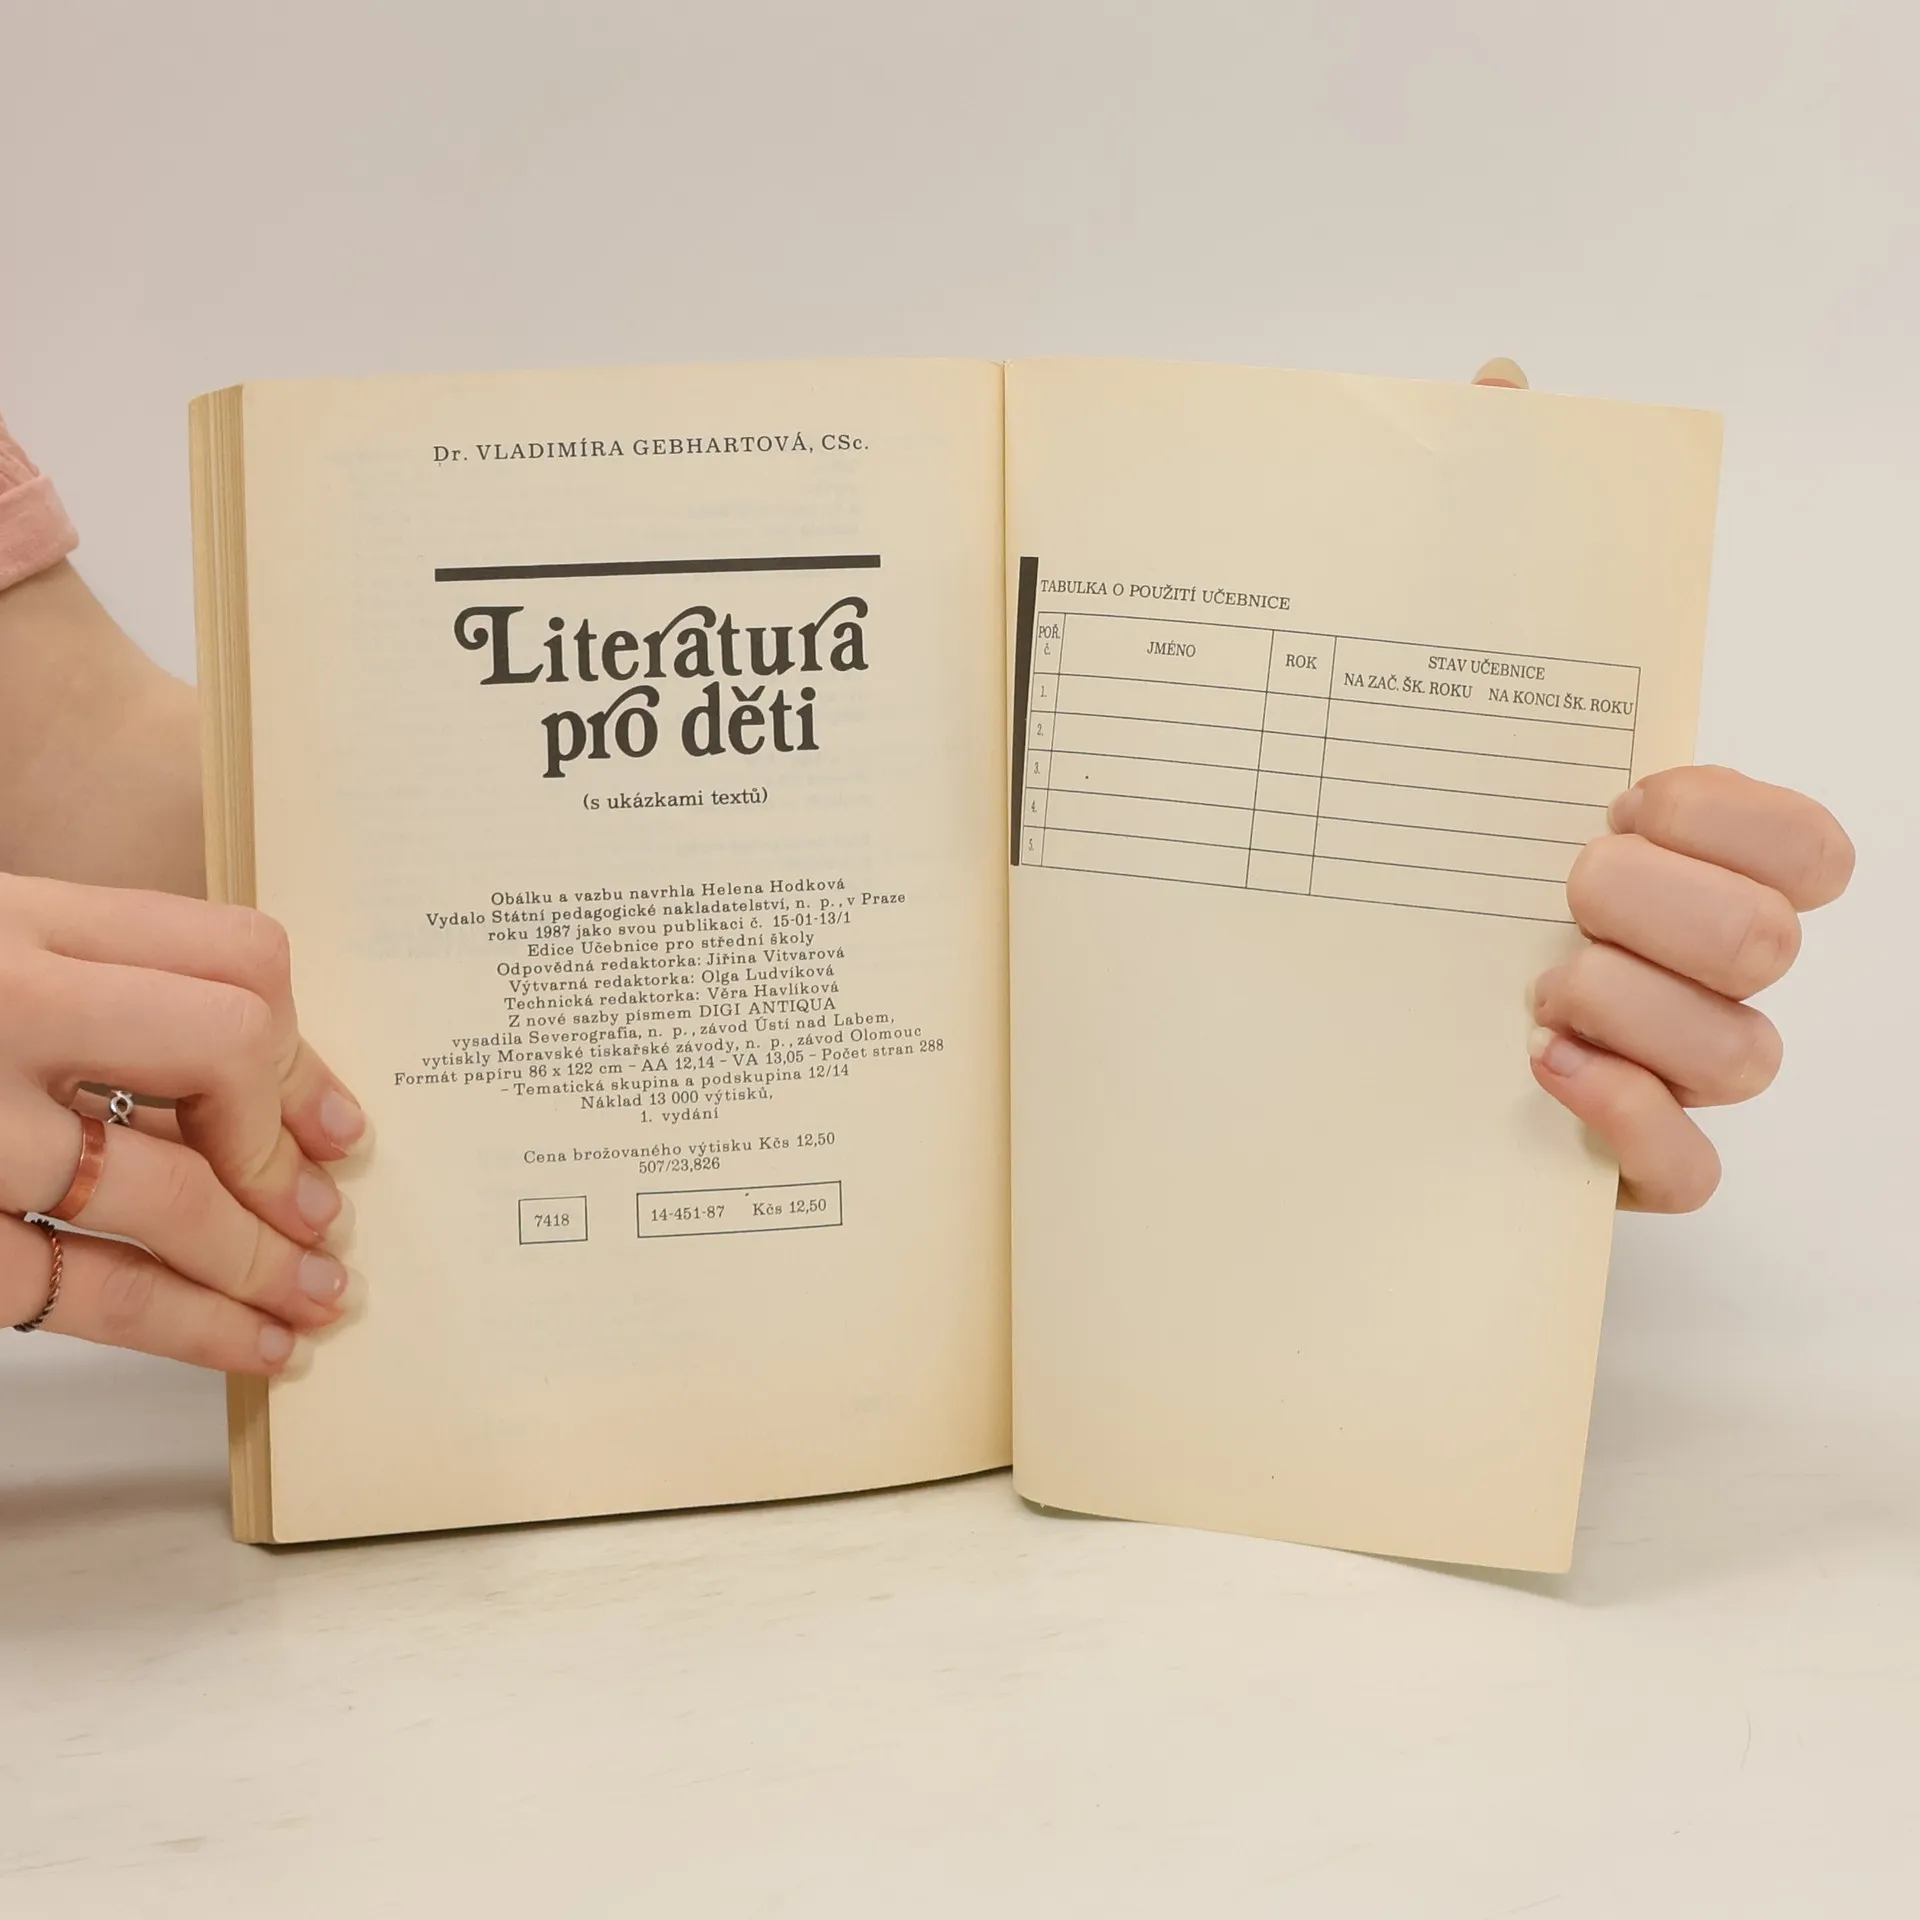 Dr. VLADIMÍRA GEBHARTOVÁ, CSc.
Literatura
pro děti
(s ukázkami textů)
Obálku a vazbu navrhla Helena Hodková
Vydalo Státní pedagogické nakladatelství, n. p., v Praze
roku 1987 jako svou publikaci č. 15-01-13/1
Edice Učebnice pro střední školy
Odpovědná redaktorka: Jiřina Vitvarová
Výtvarná redaktorka: Olga Ludvíková
Technická redaktorka: Věra Havlíková
Z nové sazby písmem DIGI ANTIQUA
vysadila Severografia, n. p., závod Ústí nad Labem,
vytiskly Moravské tiskařské závody, n. p., závod Olomouc
Formát papíru 86 x 122 cm – AA 12,14 – VA 13,05 – Počet stran 288
– Tematická skupina a podskupina 12/14
Náklad 13 000 výtisků,
1. vydání
Cena brožovaného výtisku Kčs 12,50
507/23,826
7418
14-451-87 Kčs 12,50
TABULKA O POUŽITÍ UČEBNICE
POŘ. č. JMÉNO ROK STAV UČEBNICE
NA ZAČ. ŠK. ROKU NA KONCI ŠK. ROKU
1.
2.
3.
4.
5.